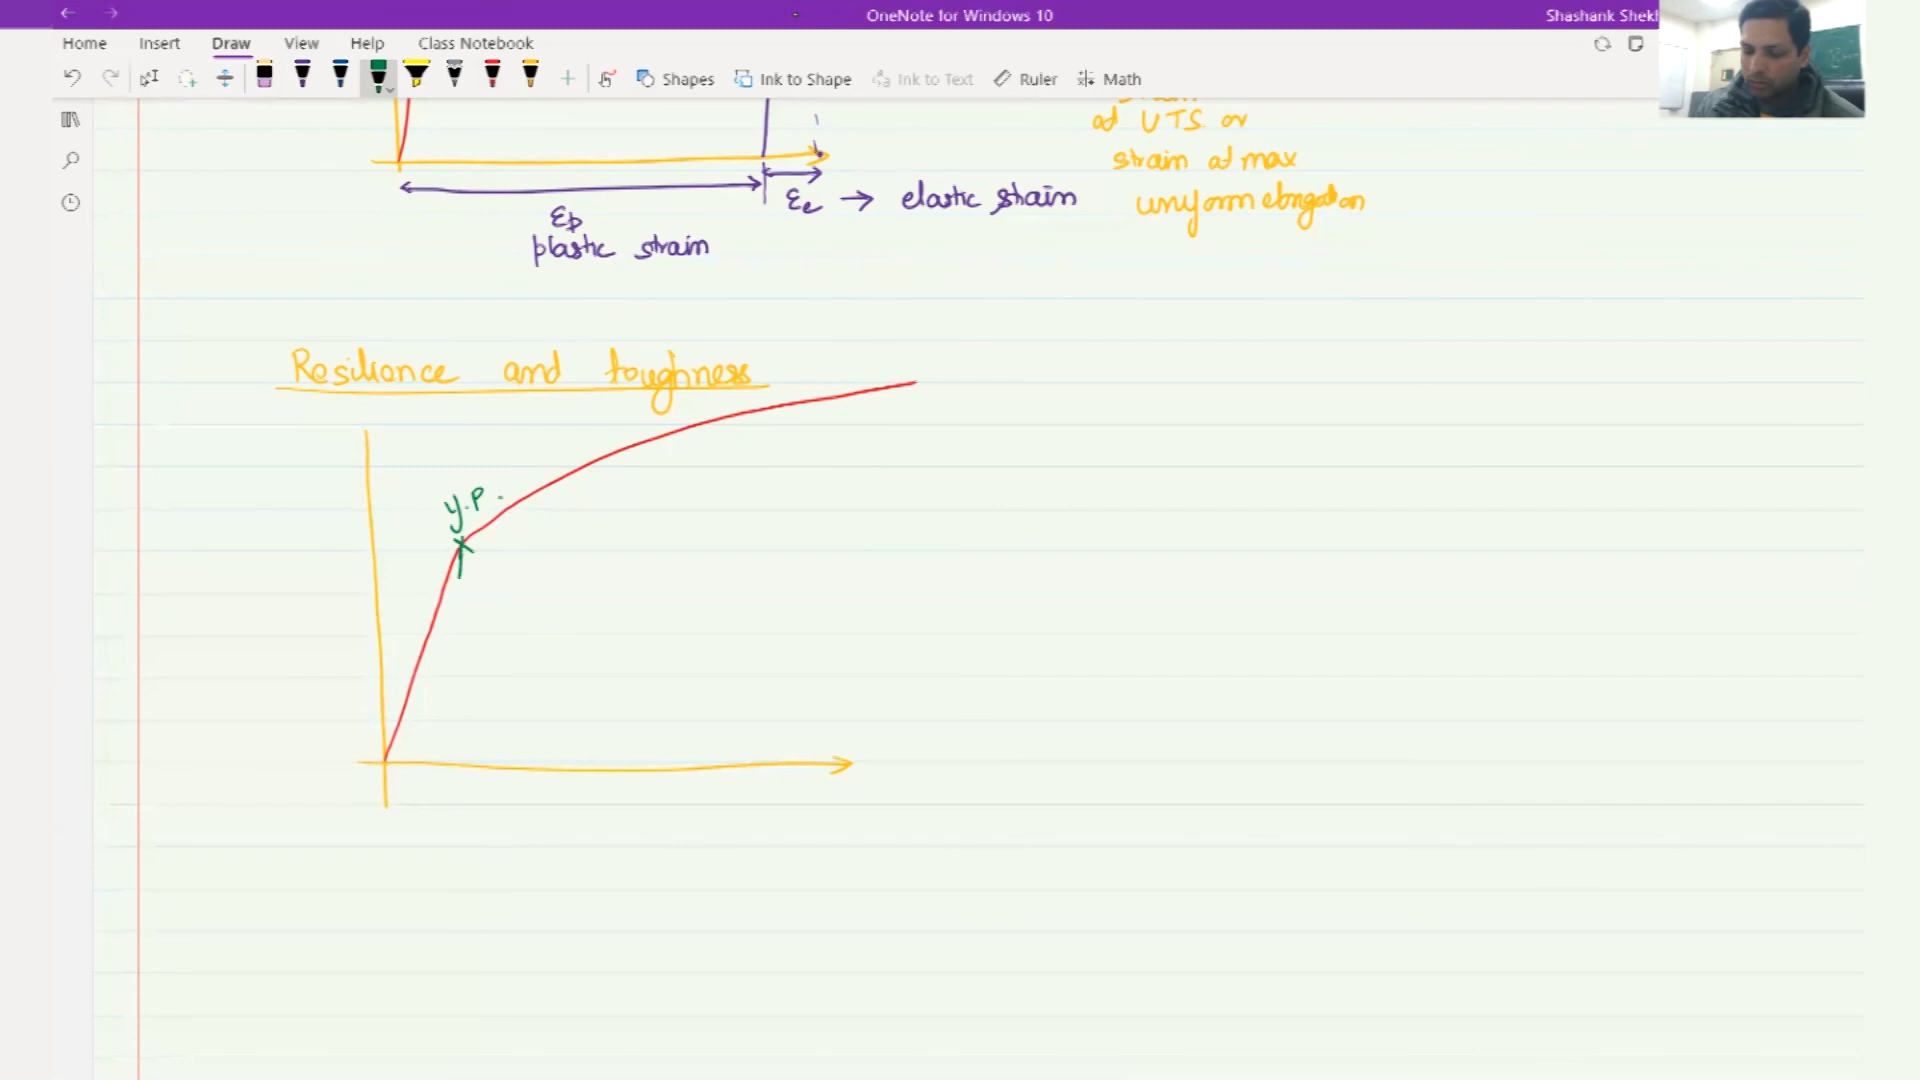 OneNote for Windows 10
Shashank Shekh
Home Insert Draw View Help Class Notebook
Shapes Ink to Shape Ink to Text Ruler Math
at UTS or
strain at max
uniform elongation
εe → elastic strain
εp
plastic strain
Resilience and toughness
y.P.